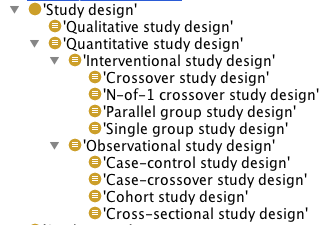 'Study design'
'Qualitative study design'
'Quantitative study design'
'Interventional study design'
'Crossover study design'
'N-of-1 crossover study design'
'Parallel group study design'
'Single group study design'
'Observational study design'
'Case-control study design'
'Case-crossover study design'
'Cohort study design'
'Cross-sectional study design'